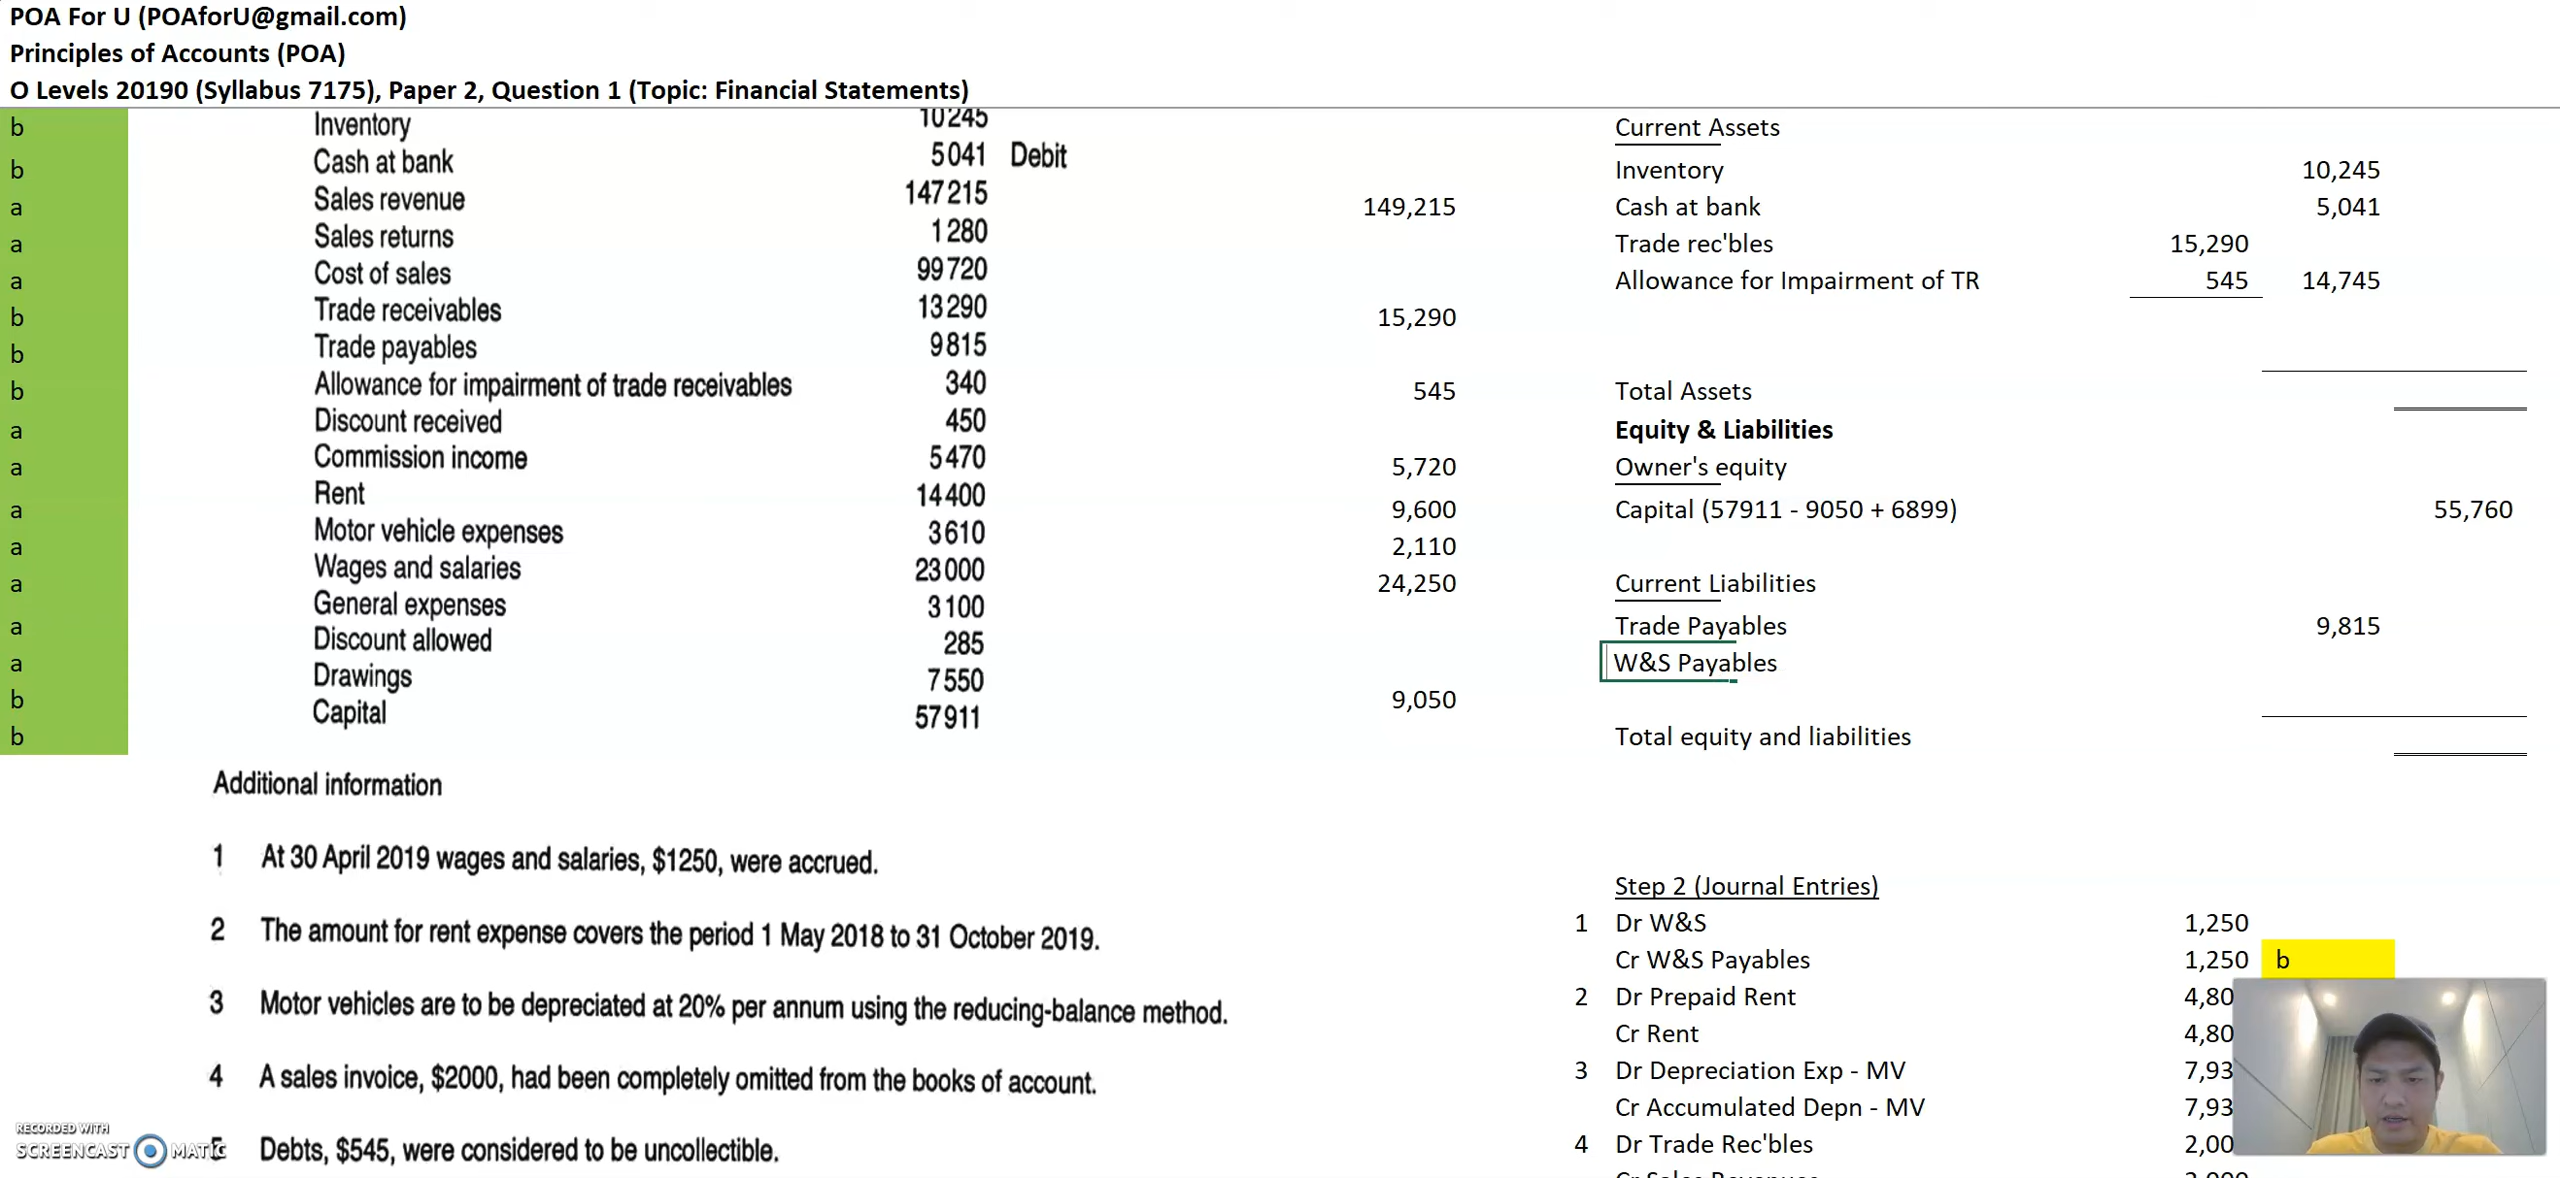 POA For U (POAforU@gmail.com)
Principles of Accounts (POA)
O Levels 20190 (Syllabus 7175), Paper 2, Question 1 (Topic: Financial Statements)
b Inventory 10245 Current Assets
b Cash at bank 5041 Debit Inventory 10,245
a Sales revenue 147215 149,215 Cash at bank 5,041
a Sales returns 1280 Trade rec'bles 15,290
a Cost of sales 99720 Allowance for Impairment of TR 545 14,745
b Trade receivables 13290 15,290
b Trade payables 9815
b Allowance for impairment of trade receivables 340 545 Total Assets
a Discount received 450 Equity & Liabilities
a Commission income 5470 5,720 Owner's equity
a Rent 14400 9,600 Capital (57911 - 9050 + 6899) 55,760
a Motor vehicle expenses 3610 2,110
a Wages and salaries 23000 24,250 Current Liabilities
a General expenses 3100 Trade Payables 9,815
a Discount allowed 285 W&S Payables
b Drawings 7550 9,050
b Capital 57911 Total equity and liabilities
Additional information
1 At 30 April 2019 wages and salaries, $1250, were accrued.
Step 2 (Journal Entries)
1 Dr W&S 1,250
2 The amount for rent expense covers the period 1 May 2018 to 31 October 2019.
Cr W&S Payables 1,250 b
2 Dr Prepaid Rent 4,80
3 Motor vehicles are to be depreciated at 20% per annum using the reducing-balance method.
Cr Rent 4,80
3 Dr Depreciation Exp - MV 7,93
4 A sales invoice, $2000, had been completely omitted from the books of account.
Cr Accumulated Depn - MV 7,93
4 Dr Trade Rec'bles 2,00
5 Debts, $545, were considered to be uncollectible.
RECORDED WITH
SCREENCAST MATIC